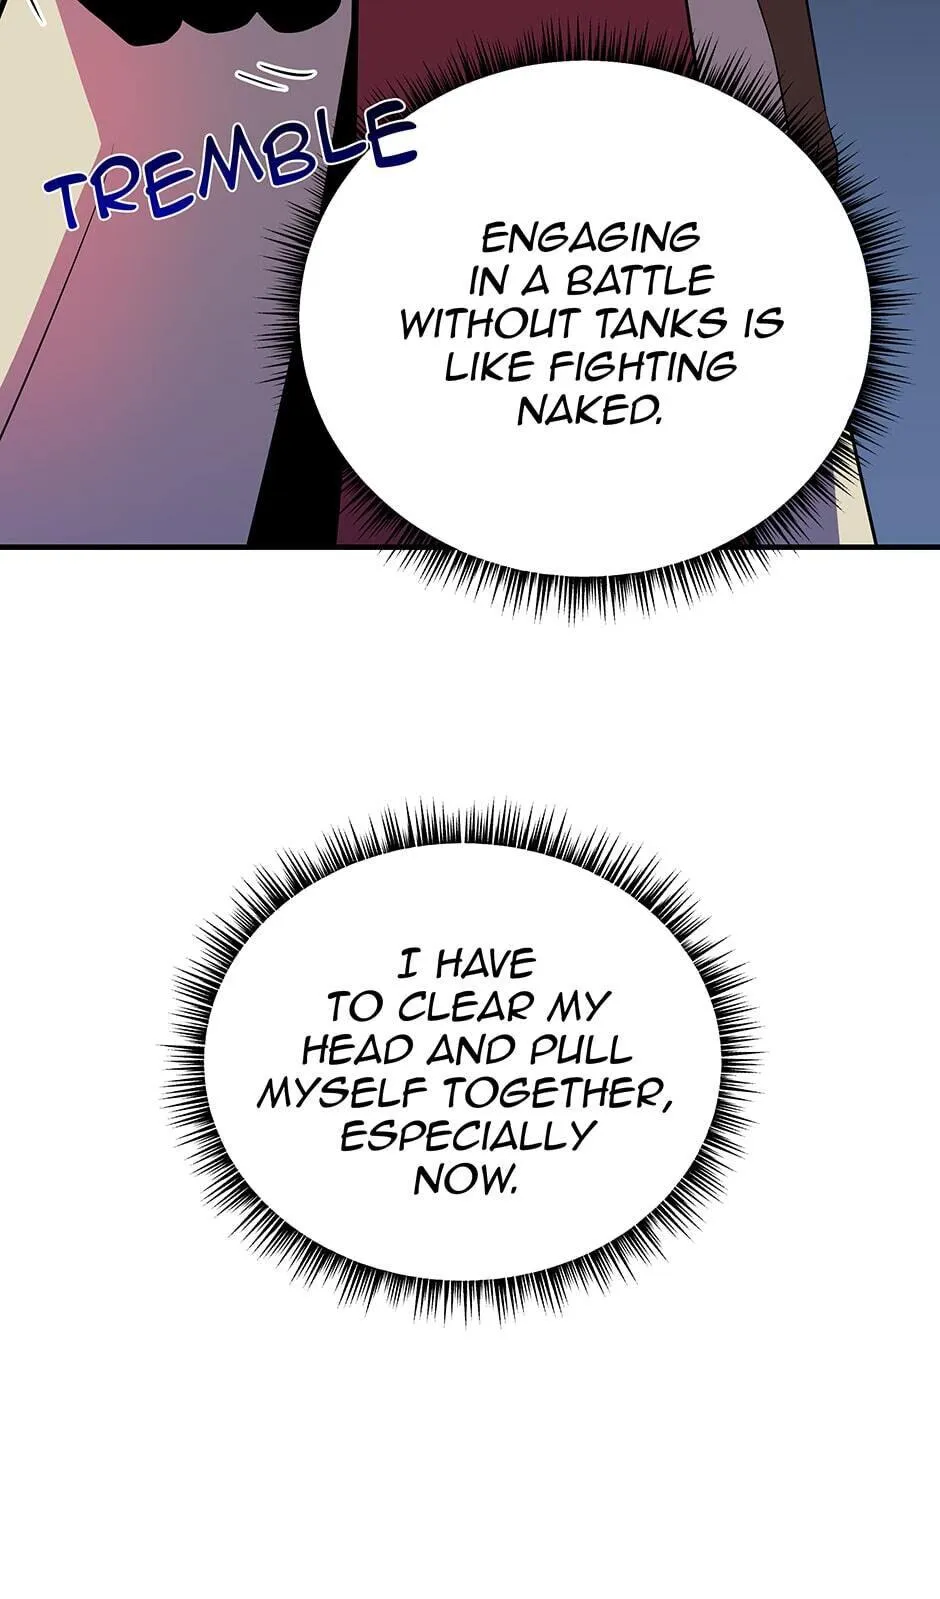 TREMBLE
ENGAGING
IN A BATTLE
WITHOUT TANKS IS
LIKE FIGHTING
NAKED.
I HAVE
TO CLEAR MY
HEAD AND PULL
MYSELF TOGETHER,
ESPECIALLY
NOW.